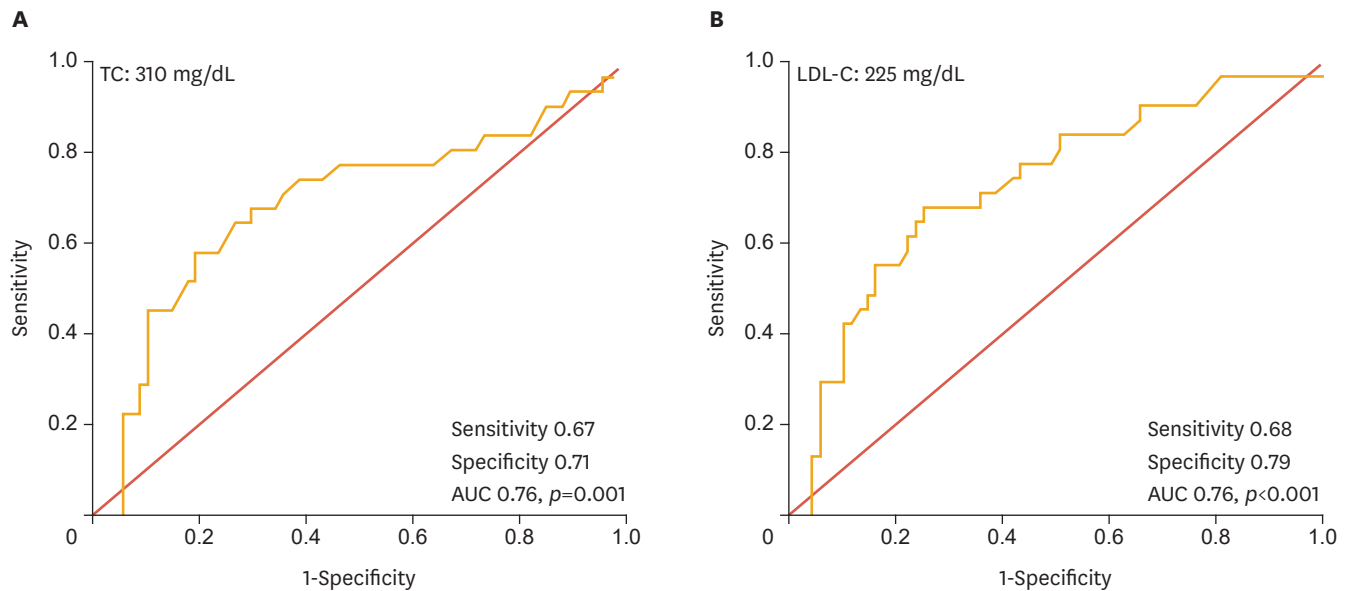 A
TC: 310 mg/dL
1.0
0.8
0.6
0.4
0.2
0
Sensitivity
Sensitivity 0.67
Specificity 0.71
AUC 0.76, p=0.001
0.2
0.4
0.6
0.8
1.0
1-Specificity
B
LDL-C: 225 mg/dL
1.0
0.8
0.6
0.4
0.2
0
Sensitivity
Sensitivity 0.68
Specificity 0.79
AUC 0.76, p<0.001
0.2
0.4
0.6
0.8
1.0
1-Specificity